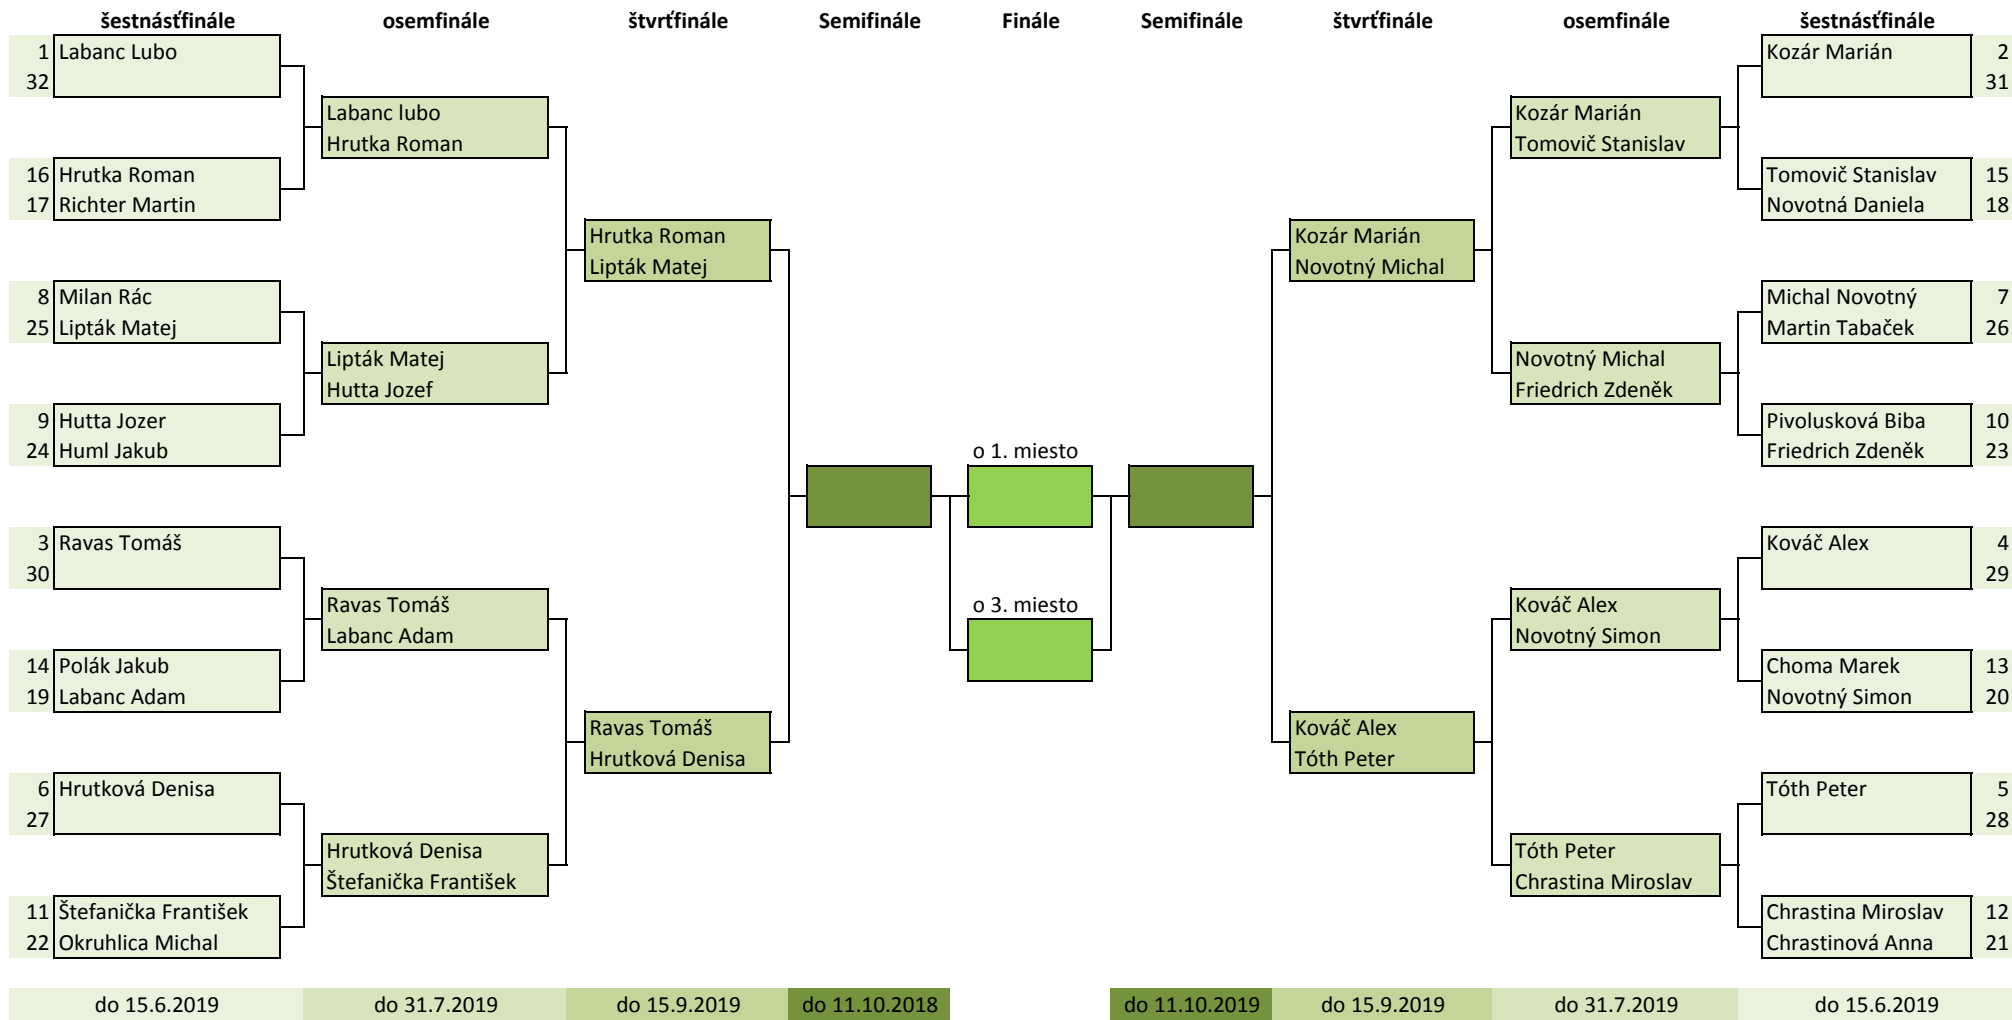 šestnásťfinále osemfinále štvrťfinále Semifinále Finále Semifinále štvrťfinále osemfinále šestnásťfinále
1 Labanc Lubo Kozár Marián 2
32 31
Labanc lubo Kozár Marián
Hrutka Roman Tomovič Stanislav
16 Hrutka Roman Tomovič Stanislav 15
17 Richter Martin Novotná Daniela 18
Hrutka Roman Kozár Marián
Lipták Matej Novotný Michal
8 Milan Rác Michal Novotný 7
25 Lipták Matej Martin Tabaček 26
Lipták Matej Novotný Michal
Hutta Jozef Friedrich Zdeněk
9 Hutta Jozer Pivolusková Biba 10
24 Huml Jakub o 1. miesto Friedrich Zdeněk 23
3 Ravas Tomáš Kováč Alex 4
30 29
Ravas Tomáš o 3. miesto Kováč Alex
Labanc Adam Novotný Simon
14 Polák Jakub Choma Marek 13
19 Labanc Adam Novotný Simon 20
Ravas Tomáš Kováč Alex
Hrutková Denisa Tóth Peter
6 Hrutková Denisa Tóth Peter 5
27 28
Hrutková Denisa Tóth Peter
Štefanička František Chrastina Miroslav
11 Štefanička František Chrastina Miroslav 12
22 Okruhlica Michal Chrastinová Anna 21
do 15.6.2019 do 31.7.2019 do 15.9.2019 do 11.10.2018 do 11.10.2019 do 15.9.2019 do 31.7.2019 do 15.6.2019